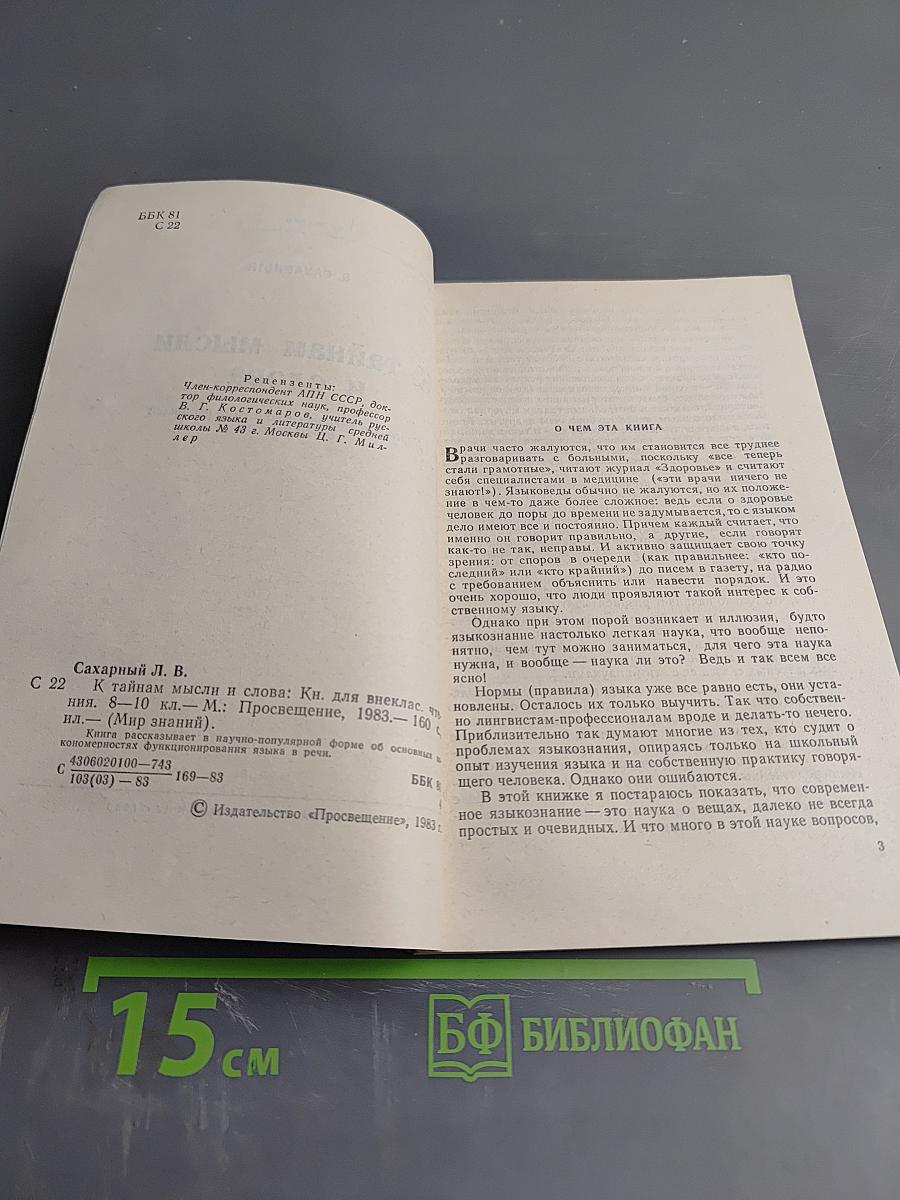 ББК 81
С 22
Рецензенты:
Член-корреспондент АПН СССР, док-
тор филологических наук, профессор
В. Г. Костомаров, учитель рус-
ского языка и литературы средней
школы № 43 г. Москвы Ц. Г. Мил-
лер
Сахарный Л. В.
С 22 К тайнам мысли и слова: Кн. для внеклас. чте-
ния. 8—10 кл.— М.: Просвещение, 1983.— 160 с.,
ил.— (Мир знаний).
Книга рассказывает в научно-популярной форме об основных
кономерностях функционирования языка в речи.
С 4306020100—743
103(03) — 83
169—83
ББК
© Издательство «Просвещение», 1983 г.
О ЧЕМ ЭТА КНИГА
Врачи часто жалуются, что им становится все труднее
разговаривать с больными, поскольку «все теперь
стали грамотные», читают журнал «Здоровье» и считают
себя специалистами в медицине («эти врачи ничего не
знают!»). Языковеды обычно не жалуются, но их положе-
ние в чем-то даже более сложное: ведь если о здоровье
человек до поры до времени не задумывается, то с языком
дело имеют все и постоянно. Причем каждый считает, что
именно он говорит правильно, а другие, если говорят
как-то не так, неправы. И активно защищает свою точку
зрения: от споров в очереди (как правильнее: «кто по-
следний» или «кто крайний») до писем в газету, на радио
с требованием объяснить или навести порядок. И это
очень хорошо, что люди проявляют такой интерес к соб-
ственному языку.
Однако при этом порой возникает и иллюзия, будто
языкознание настолько легкая наука, что вообще непо-
нятно, чем тут можно заниматься, для чего эта наука
нужна, и вообще — наука ли это? Ведь и так всем все
ясно!
Нормы (правила) языка уже все равно есть, они уста-
новлены. Осталось их только выучить. Так что собствен-
но лингвистам-профессионалам вроде и делать-то нечего.
Приблизительно так думают многие из тех, кто судит о
проблемах языкознания, опираясь только на школьный
опыт изучения языка и на собственную практику говоря-
щего человека. Однако они ошибаются.
В этой книжке я постараюсь показать, что современ-
ное языкознание — это наука о вещах, далеко не всегда
простых и очевидных. И что много в этой науке вопросов,
3
15 см
БФ БИБЛИОФАН